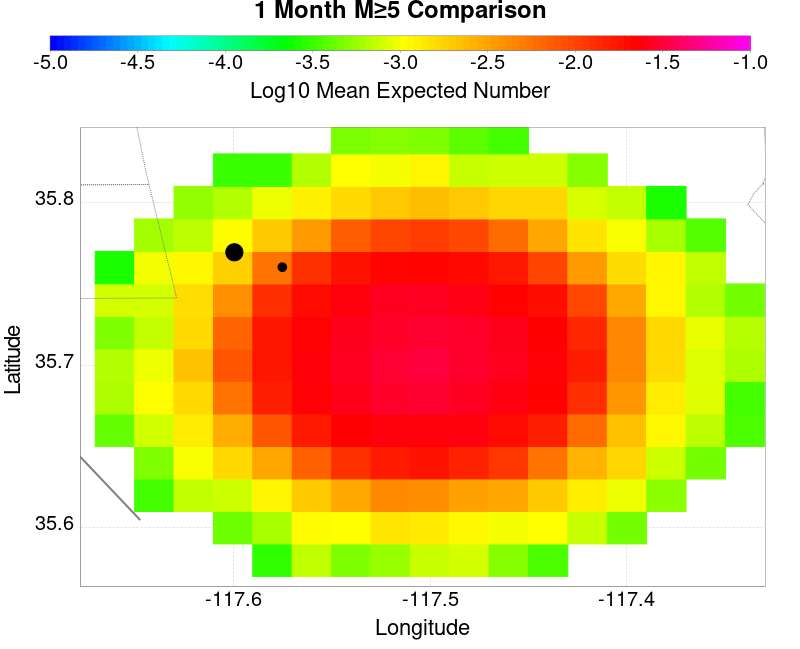 1 Month M≥5 Comparison
-5.0 -4.5 -4.0 -3.5 -3.0 -2.5 -2.0 -1.5 -1.0
Log10 Mean Expected Number
35.8
35.7
35.6
Latitude
-117.6 -117.5 -117.4
Longitude